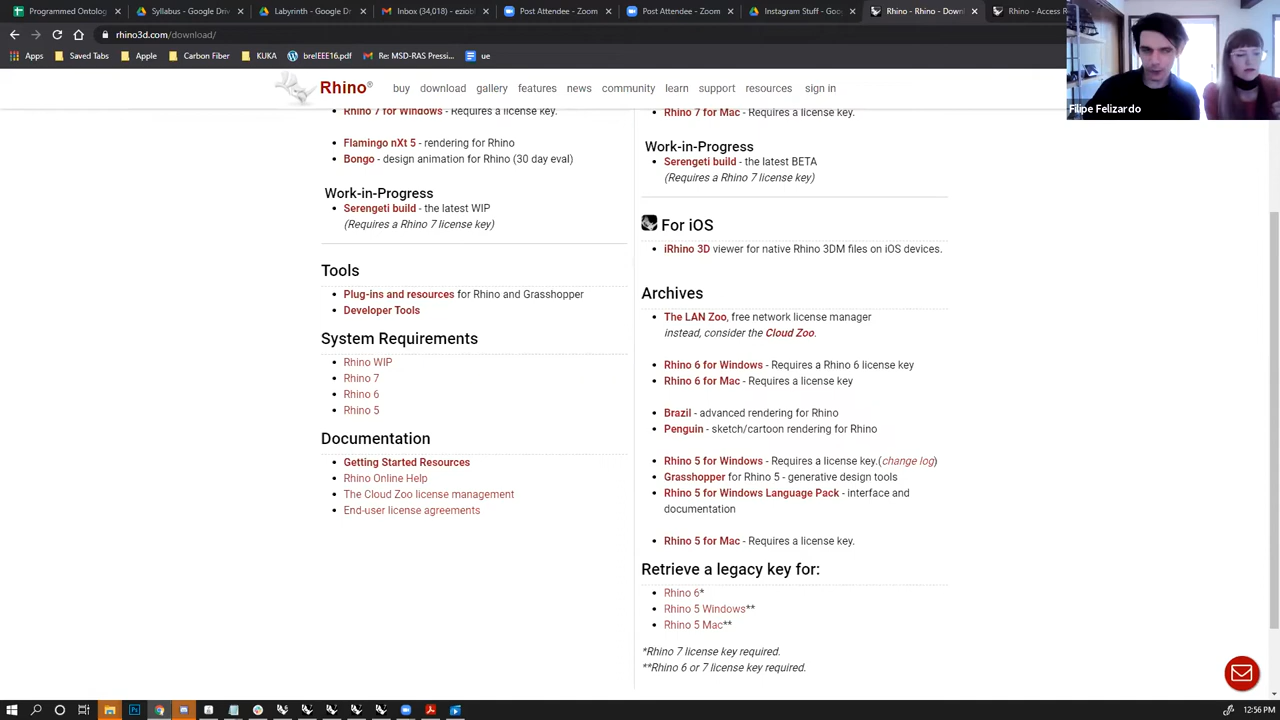 Programmed Ontolog
Syllabus - Google Driv
Labyrinth - Google D
Inbox (34,018) - eziob
Post Attendee - Zoom
Post Attendee - Zoom
Instagram Stuff - Goo
Rhino - Rhino - Down
Rhino - Access R
rhino3d.com/download/
Apps
Saved Tabs
Apple
Carbon Fiber
KUKA
breIEEE16.pdf
Re: MSD-RAS Pressi...
ue
Filipe Felizardo
Rhino®
buy download gallery features news community learn support resources sign in
Rhino 7 for Windows - Requires a license key.
Flamingo nXt 5 - rendering for Rhino
Bongo - design animation for Rhino (30 day eval)
Work-in-Progress
Serengeti build - the latest WIP
(Requires a Rhino 7 license key)
Tools
Plug-ins and resources for Rhino and Grasshopper
Developer Tools
System Requirements
Rhino WIP
Rhino 7
Rhino 6
Rhino 5
Documentation
Getting Started Resources
Rhino Online Help
The Cloud Zoo license management
End-user license agreements
Rhino 7 for Mac - Requires a license key.
Work-in-Progress
Serengeti build - the latest BETA
(Requires a Rhino 7 license key)
For iOS
iRhino 3D viewer for native Rhino 3DM files on iOS devices.
Archives
The LAN Zoo, free network license manager
instead, consider the Cloud Zoo.
Rhino 6 for Windows - Requires a Rhino 6 license key
Rhino 6 for Mac - Requires a license key
Brazil - advanced rendering for Rhino
Penguin - sketch/cartoon rendering for Rhino
Rhino 5 for Windows - Requires a license key.(change log)
Grasshopper for Rhino 5 - generative design tools
Rhino 5 for Windows Language Pack - interface and
documentation
Rhino 5 for Mac - Requires a license key.
Retrieve a legacy key for:
Rhino 6*
Rhino 5 Windows**
Rhino 5 Mac**
*Rhino 7 license key required.
**Rhino 6 or 7 license key required.
12:56 PM